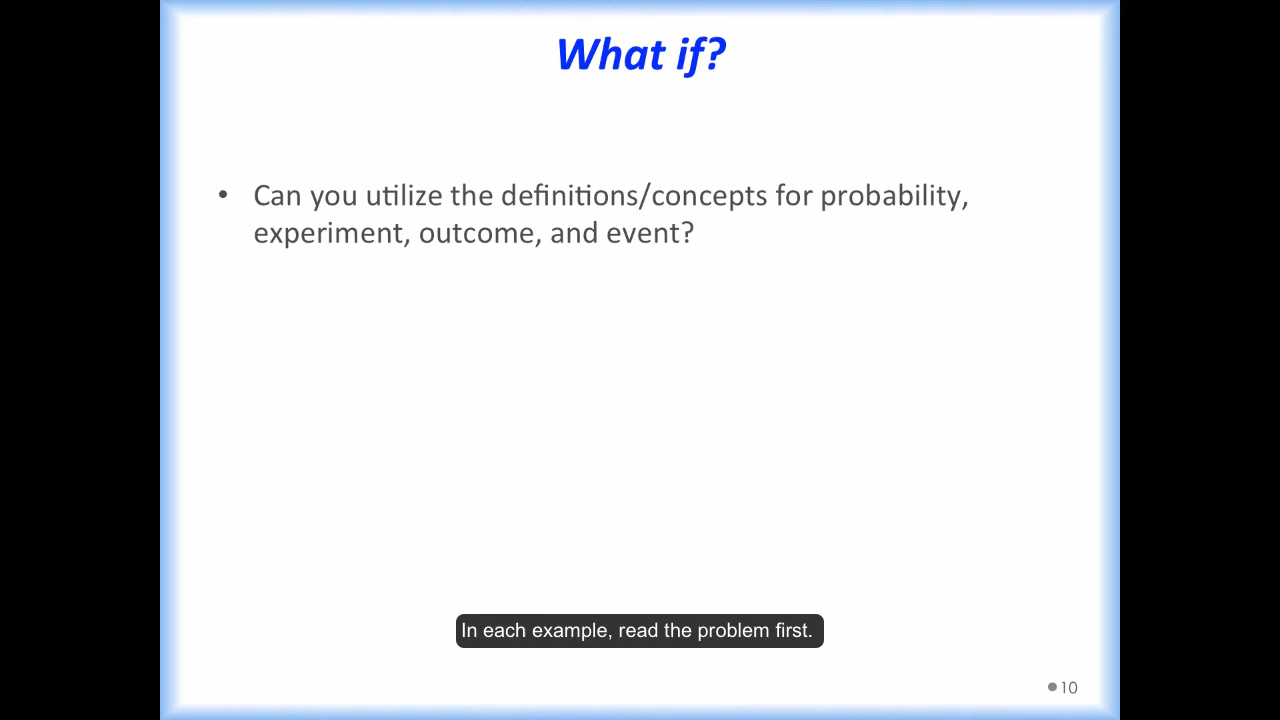 What if?
• Can you utilize the definitions/concepts for probability,
experiment, outcome, and event?
In each example, read the problem first.
10